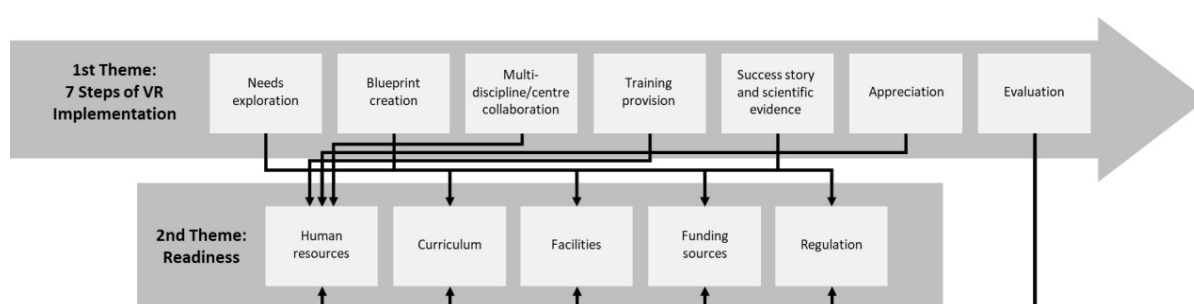 1st Theme:
7 Steps of VR
Implementation
Needs
exploration
Blueprint
creation
Multi-
discipline/centre
collaboration
Training
provision
Success story
and scientific
evidence
Appreciation
Evaluation
2nd Theme:
Readiness
Human
resources
Curriculum
Facilities
Funding
sources
Regulation